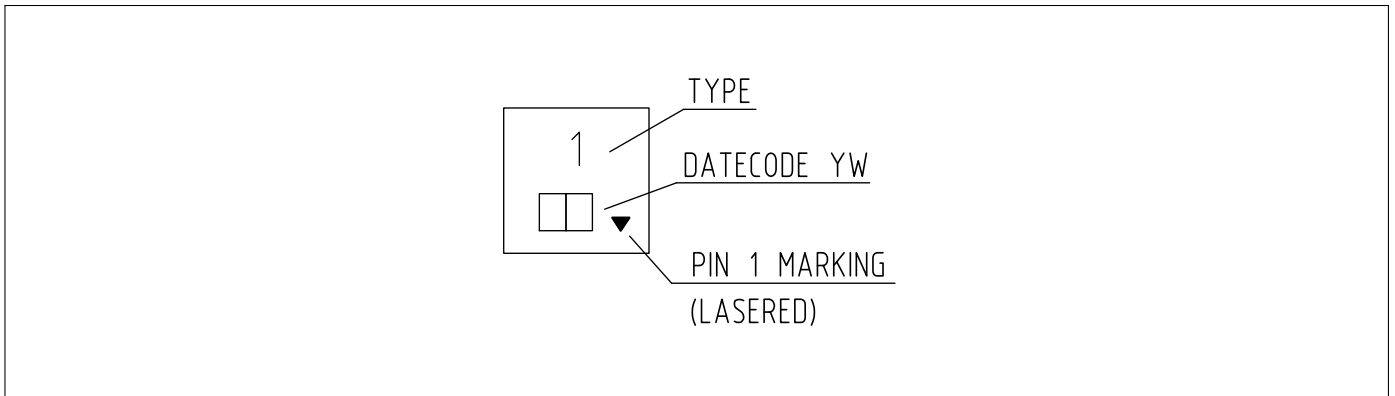 TYPE
1
DATECODE YW
PIN 1 MARKING
(LASERED)